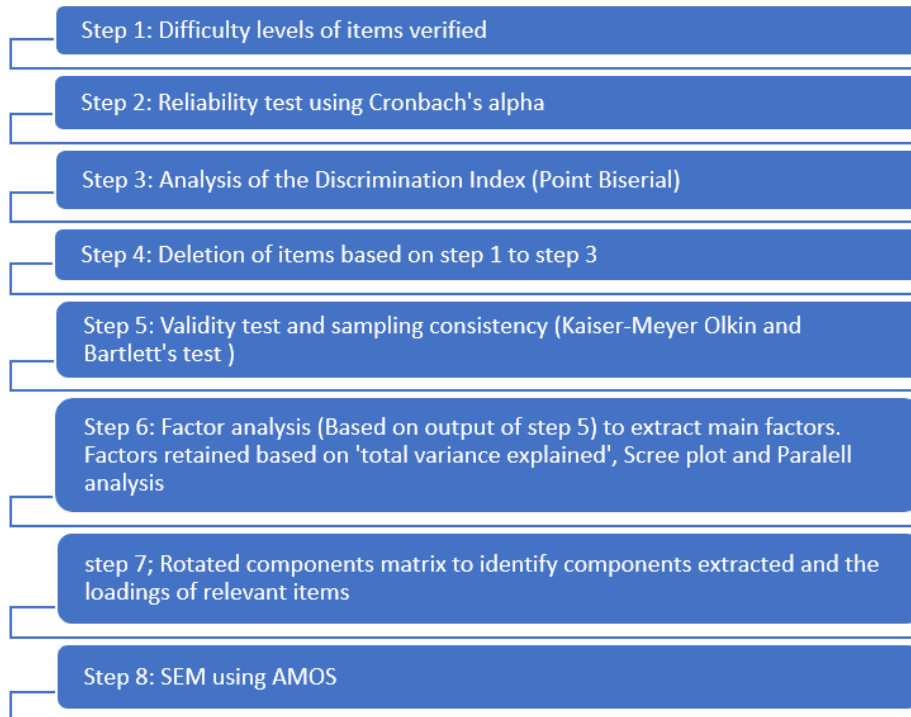 Step 1: Difficulty levels of items verified
Step 2: Reliability test using Cronbach's alpha
Step 3: Analysis of the Discrimination Index (Point Biserial)
Step 4: Deletion of items based on step 1 to step 3
Step 5: Validity test and sampling consistency (Kaiser-Meyer Olkin and
Bartlett's test )
Step 6: Factor analysis (Based on output of step 5) to extract main factors.
Factors retained based on 'total variance explained', Scree plot and Paralell
analysis
step 7; Rotated components matrix to identify components extracted and the
loadings of relevant items
Step 8: SEM using AMOS